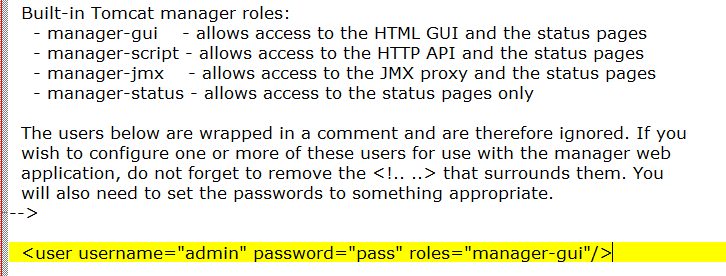 Built-in Tomcat manager roles:
- manager-gui - allows access to the HTML GUI and the status pages
- manager-script - allows access to the HTTP API and the status pages
- manager-jmx - allows access to the JMX proxy and the status pages
- manager-status - allows access to the status pages only
The users below are wrapped in a comment and are therefore ignored. If you
wish to configure one or more of these users for use with the manager web
application, do not forget to remove the <!.. ..> that surrounds them. You
will also need to set the passwords to something appropriate.
-->
<user username="admin" password="pass" roles="manager-gui"/>